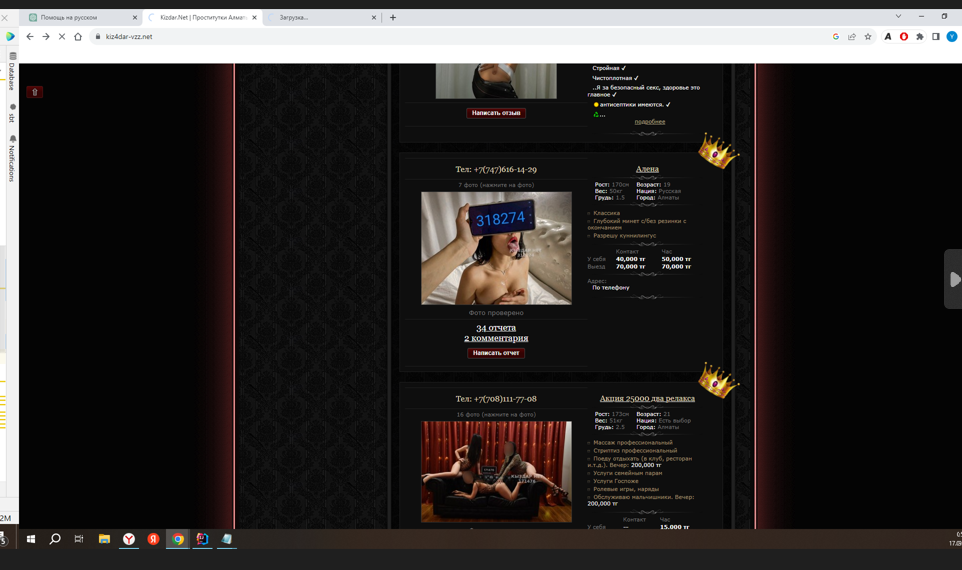 Помощь на русском
Kizdar.Net | Проститутки Алматы
Загрузка...
kiz4dar-vzz.net
Database
sbt
Notifications
Стройная ✓
Чистоплотная ✓
..Я за безопасный секс, здоровье это
главное ✓
антисептики имеются. ✓
...
подробнее
Написать отзыв
Тел: +7(747)616-14-29
7 фото (нажмите на фото)
318274
Фото проверено
34 отчета
2 комментария
Написать отчет
Алена
Рост: 170см Возраст: 19
Вес: 50кг Нация: Русская
Грудь: 1.5 Город: Алматы
Классика
Глубокий минет с/без резинки с
окончанием
Разрешу куннилингус
Контакт Час
У себя 40,000 тг 50,000 тг
Выезд 70,000 тг 70,000 тг
Адрес:
По телефону
Тел: +7(708)111-77-08
16 фото (нажмите на фото)
Акция 25000 два релакса
Рост: 173см Возраст: 21
Вес: 51кг Нация: Есть выбор
Грудь: 2.5 Город: Алматы
Массаж профессиональный
Стриптиз профессиональный
Поеду отдыхать (в клуб, ресторан
и.т.д.). Вечер: 200,000 тг
Услуги семейным парам
Услуги Госпоже
Ролевые игры, наряды
Обслуживаю мальчишники. Вечер:
200,000 тг
Контакт Час
У себя — 15,000 тг
2M
17.0